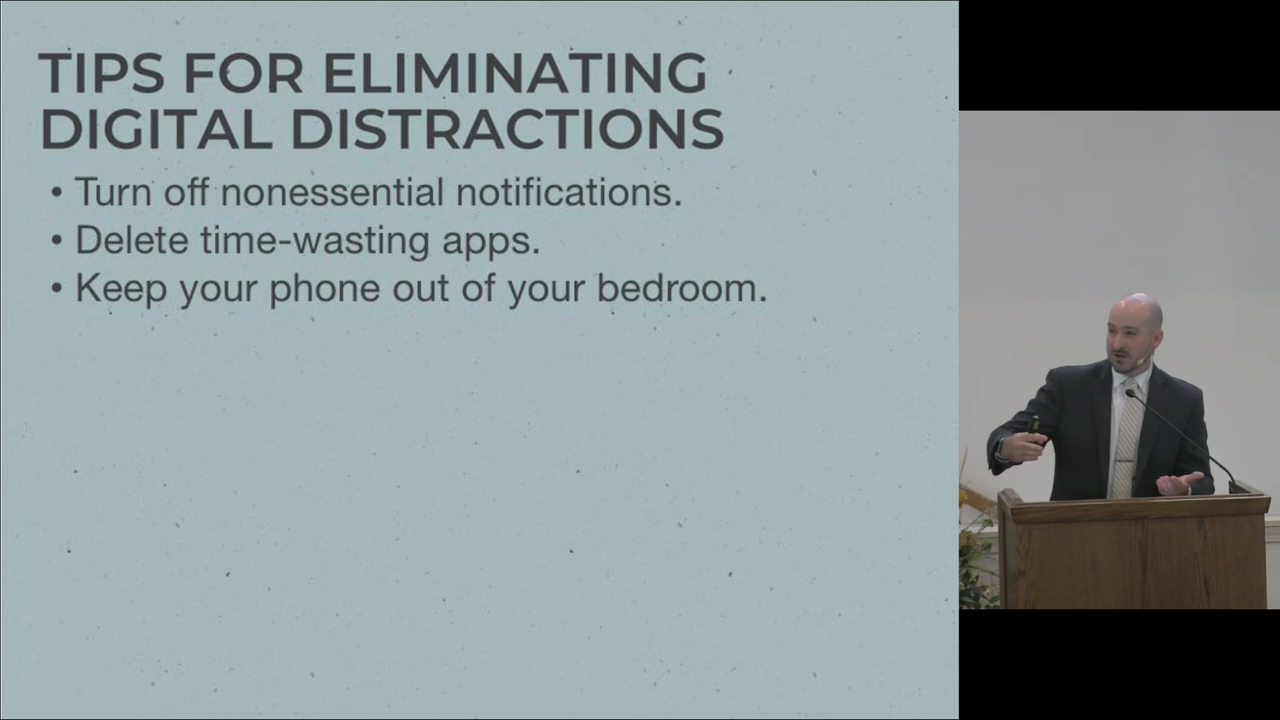 TIPS FOR ELIMINATING
DIGITAL DISTRACTIONS
• Turn off nonessential notifications.
• Delete time-wasting apps.
• Keep your phone out of your bedroom.